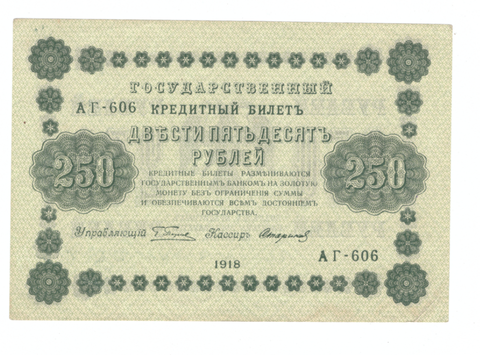 ГОСУДАРСТВЕННЫЙ
АГ-606 КРЕДИТНЫЙ БИЛЕТЪ
ДВѢСТИ ПЯТЬДЕСЯТЪ
РУБЛЕЙ
250 250
КРЕДИТНЫЕ БИЛЕТЫ РАЗМѢНИВАЮТСЯ
ГОСУДАРСТВЕННЫМЪ БАНКОМЪ НА ЗОЛОТУЮ
МОНЕТУ БЕЗЪ ОГРАНИЧЕНІЯ СУММЫ
И ОБЕЗПЕЧИВАЮТСЯ ВСѢМЪ ДОСТОЯНІЕМЪ
ГОСУДАРСТВА.
Управляющій Кассиръ
1918
АГ-606